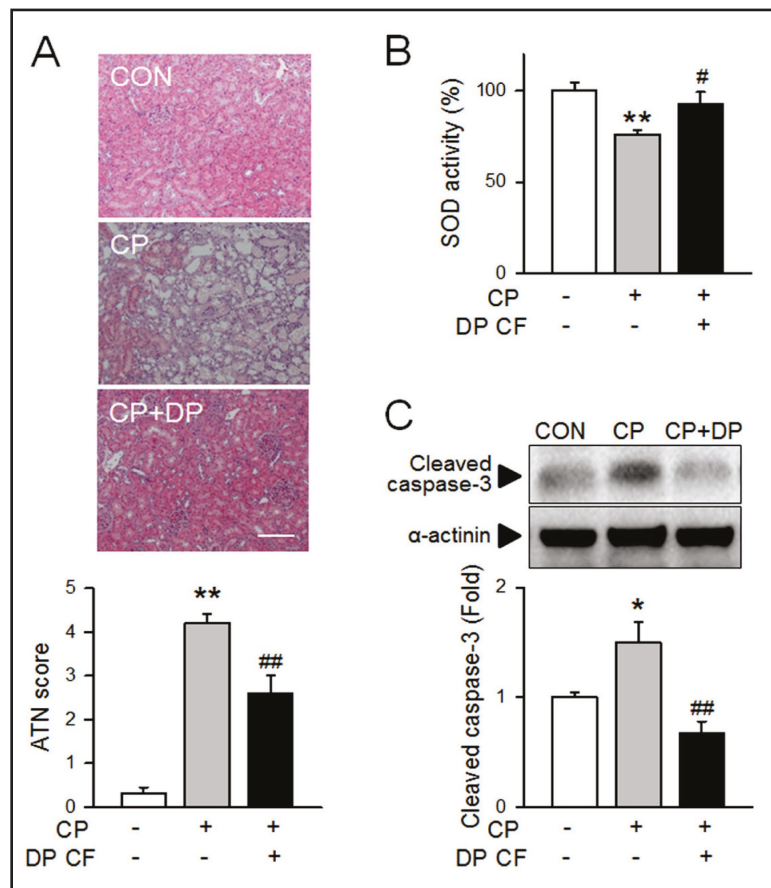 A
CON
CP
CP+DP
ATN score
5
4
3
2
1
0
**
##
CP - + +
DP CF - - +
B
SOD activity (%)
100
50
0
**
#
CP - + +
DP CF - - +
C
CON CP CP+DP
Cleaved
caspase-3
α-actinin
Cleaved caspase-3 (Fold)
2
1
0
*
##
CP - + +
DP CF - - +